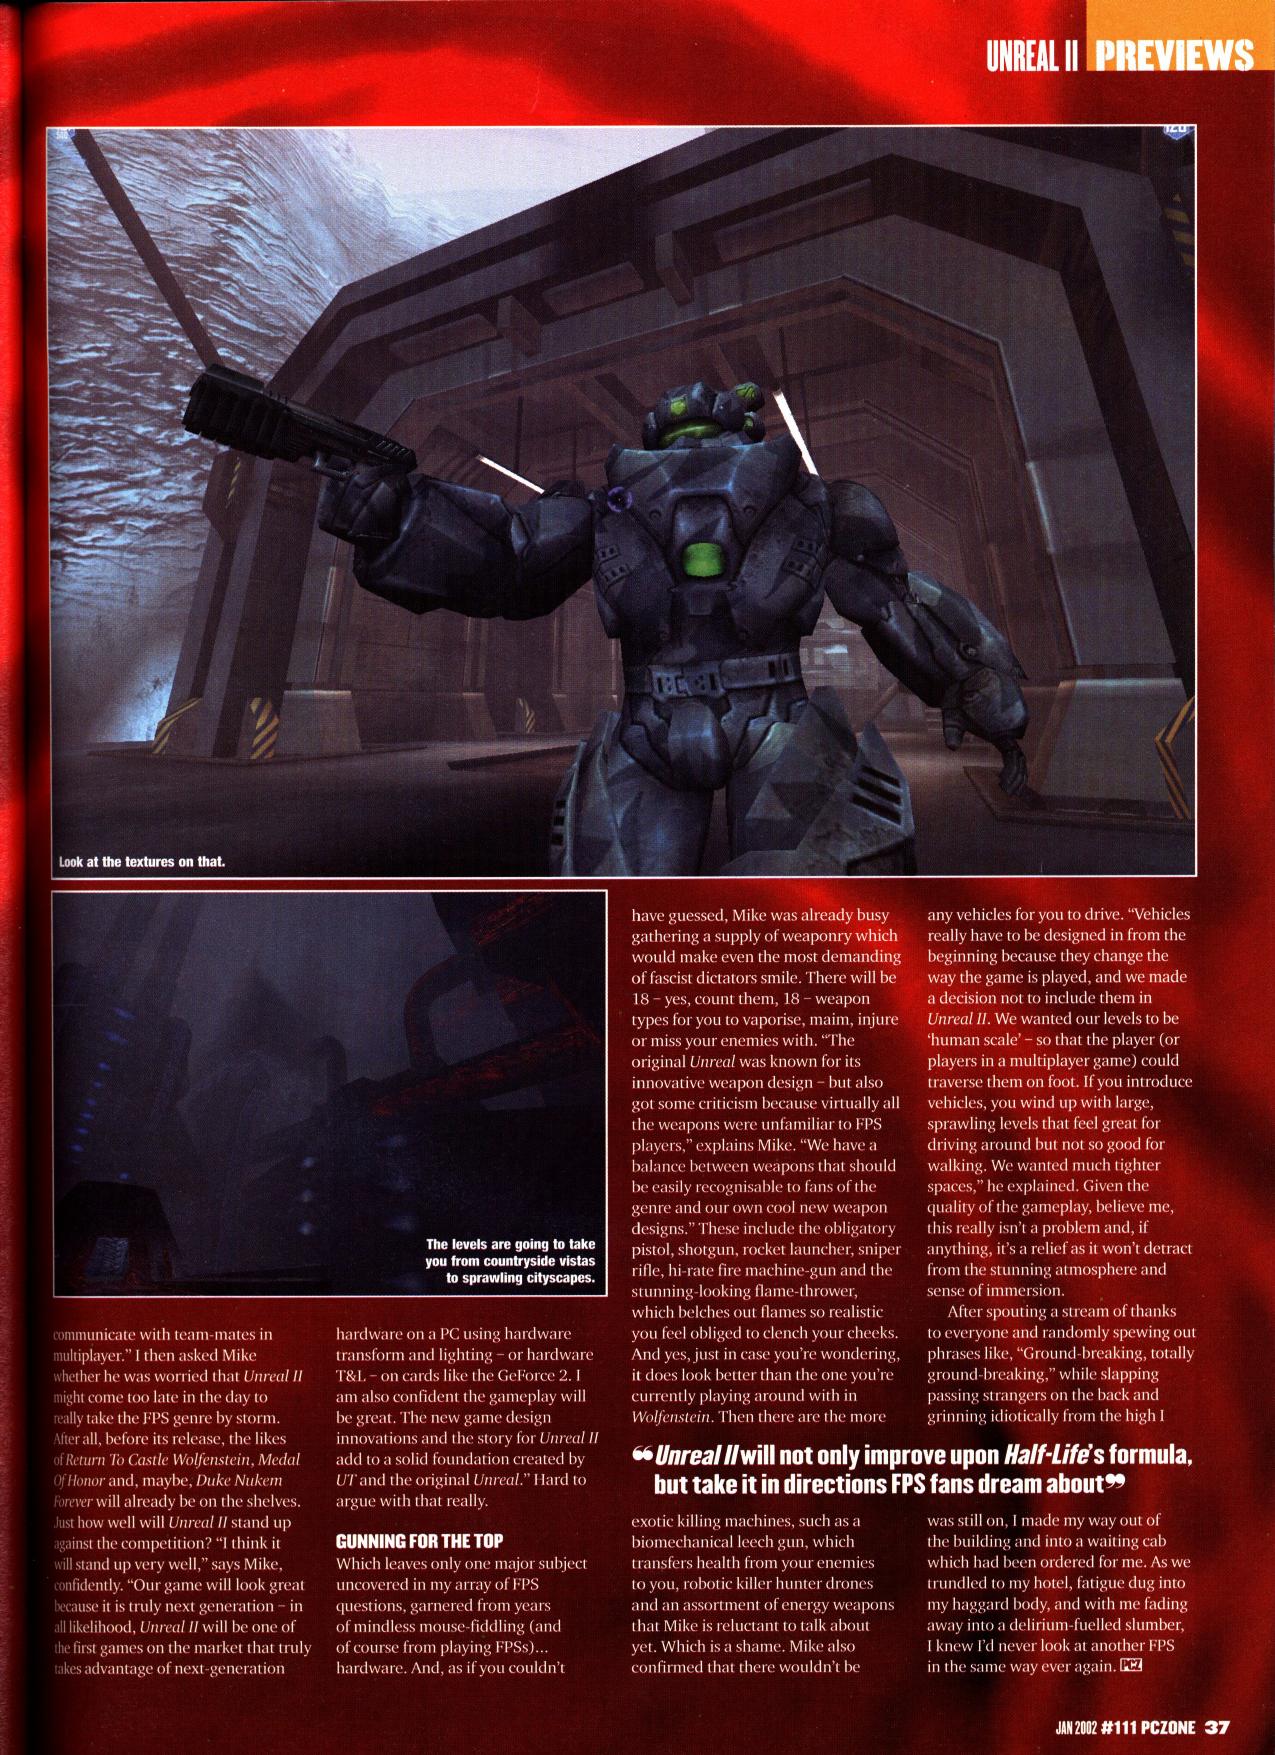 UNREAL II PREVIEWS
Look at the textures on that.
The levels are going to take
you from countryside vistas
to sprawling cityscapes.
communicate with team-mates in
multiplayer.” I then asked Mike
whether he was worried that Unreal II
might come too late in the day to
really take the FPS genre by storm.
After all, before its release, the likes
of Return To Castle Wolfenstein, Medal
Of Honor and, maybe, Duke Nukem
Forever will already be on the shelves.
Just how well will Unreal II stand up
against the competition? “I think it
will stand up very well,” says Mike,
confidently. “Our game will look great
because it is truly next generation – in
all likelihood, Unreal II will be one of
the first games on the market that truly
takes advantage of next-generation
hardware on a PC using hardware
transform and lighting – or hardware
T&L – on cards like the GeForce 2. I
am also confident the gameplay will
be great. The new game design
innovations and the story for Unreal II
add to a solid foundation created by
UT and the original Unreal.” Hard to
argue with that really.
GUNNING FOR THE TOP
Which leaves only one major subject
uncovered in my array of FPS
questions, garnered from years
of mindless mouse-fiddling (and
of course from playing FPSs)...
hardware. And, as if you couldn’t
have guessed, Mike was already busy
gathering a supply of weaponry which
would make even the most demanding
of fascist dictators smile. There will be
18 – yes, count them, 18 – weapon
types for you to vaporise, maim, injure
or miss your enemies with. “The
original Unreal was known for its
innovative weapon design – but also
got some criticism because virtually all
the weapons were unfamiliar to FPS
players,” explains Mike. “We have a
balance between weapons that should
be easily recognisable to fans of the
genre and our own cool new weapon
designs.” These include the obligatory
pistol, shotgun, rocket launcher, sniper
rifle, hi-rate fire machine-gun and the
stunning-looking flame-thrower,
which belches out flames so realistic
you feel obliged to clench your cheeks.
And yes, just in case you’re wondering,
it does look better than the one you’re
currently playing around with in
Wolfenstein. Then there are the more
exotic killing machines, such as a
biomechanical leech gun, which
transfers health from your enemies
to you, robotic killer hunter drones
and an assortment of energy weapons
that Mike is reluctant to talk about
yet. Which is a shame. Mike also
confirmed that there wouldn’t be
any vehicles for you to drive. “Vehicles
really have to be designed in from the
beginning because they change the
way the game is played, and we made
a decision not to include them in
Unreal II. We wanted our levels to be
‘human scale’ – so that the player (or
players in a multiplayer game) could
traverse them on foot. If you introduce
vehicles, you wind up with large,
sprawling levels that feel great for
driving around but not so good for
walking. We wanted much tighter
spaces,” he explained. Given the
quality of the gameplay, believe me,
this really isn’t a problem and, if
anything, it’s a relief as it won’t detract
from the stunning atmosphere and
sense of immersion.
After spouting a stream of thanks
to everyone and randomly spewing out
phrases like, “Ground-breaking, totally
ground-breaking,” while slapping
passing strangers on the back and
grinning idiotically from the high I
was still on, I made my way out of
the building and into a waiting cab
which had been ordered for me. As we
trundled to my hotel, fatigue dug into
my haggard body, and with me fading
away into a delirium-fuelled slumber,
I knew I’d never look at another FPS
in the same way ever again. PCZ
“Unreal II will not only improve upon Half-Life’s formula,
but take it in directions FPS fans dream about”
JAN 2002 #111 PCZONE 37